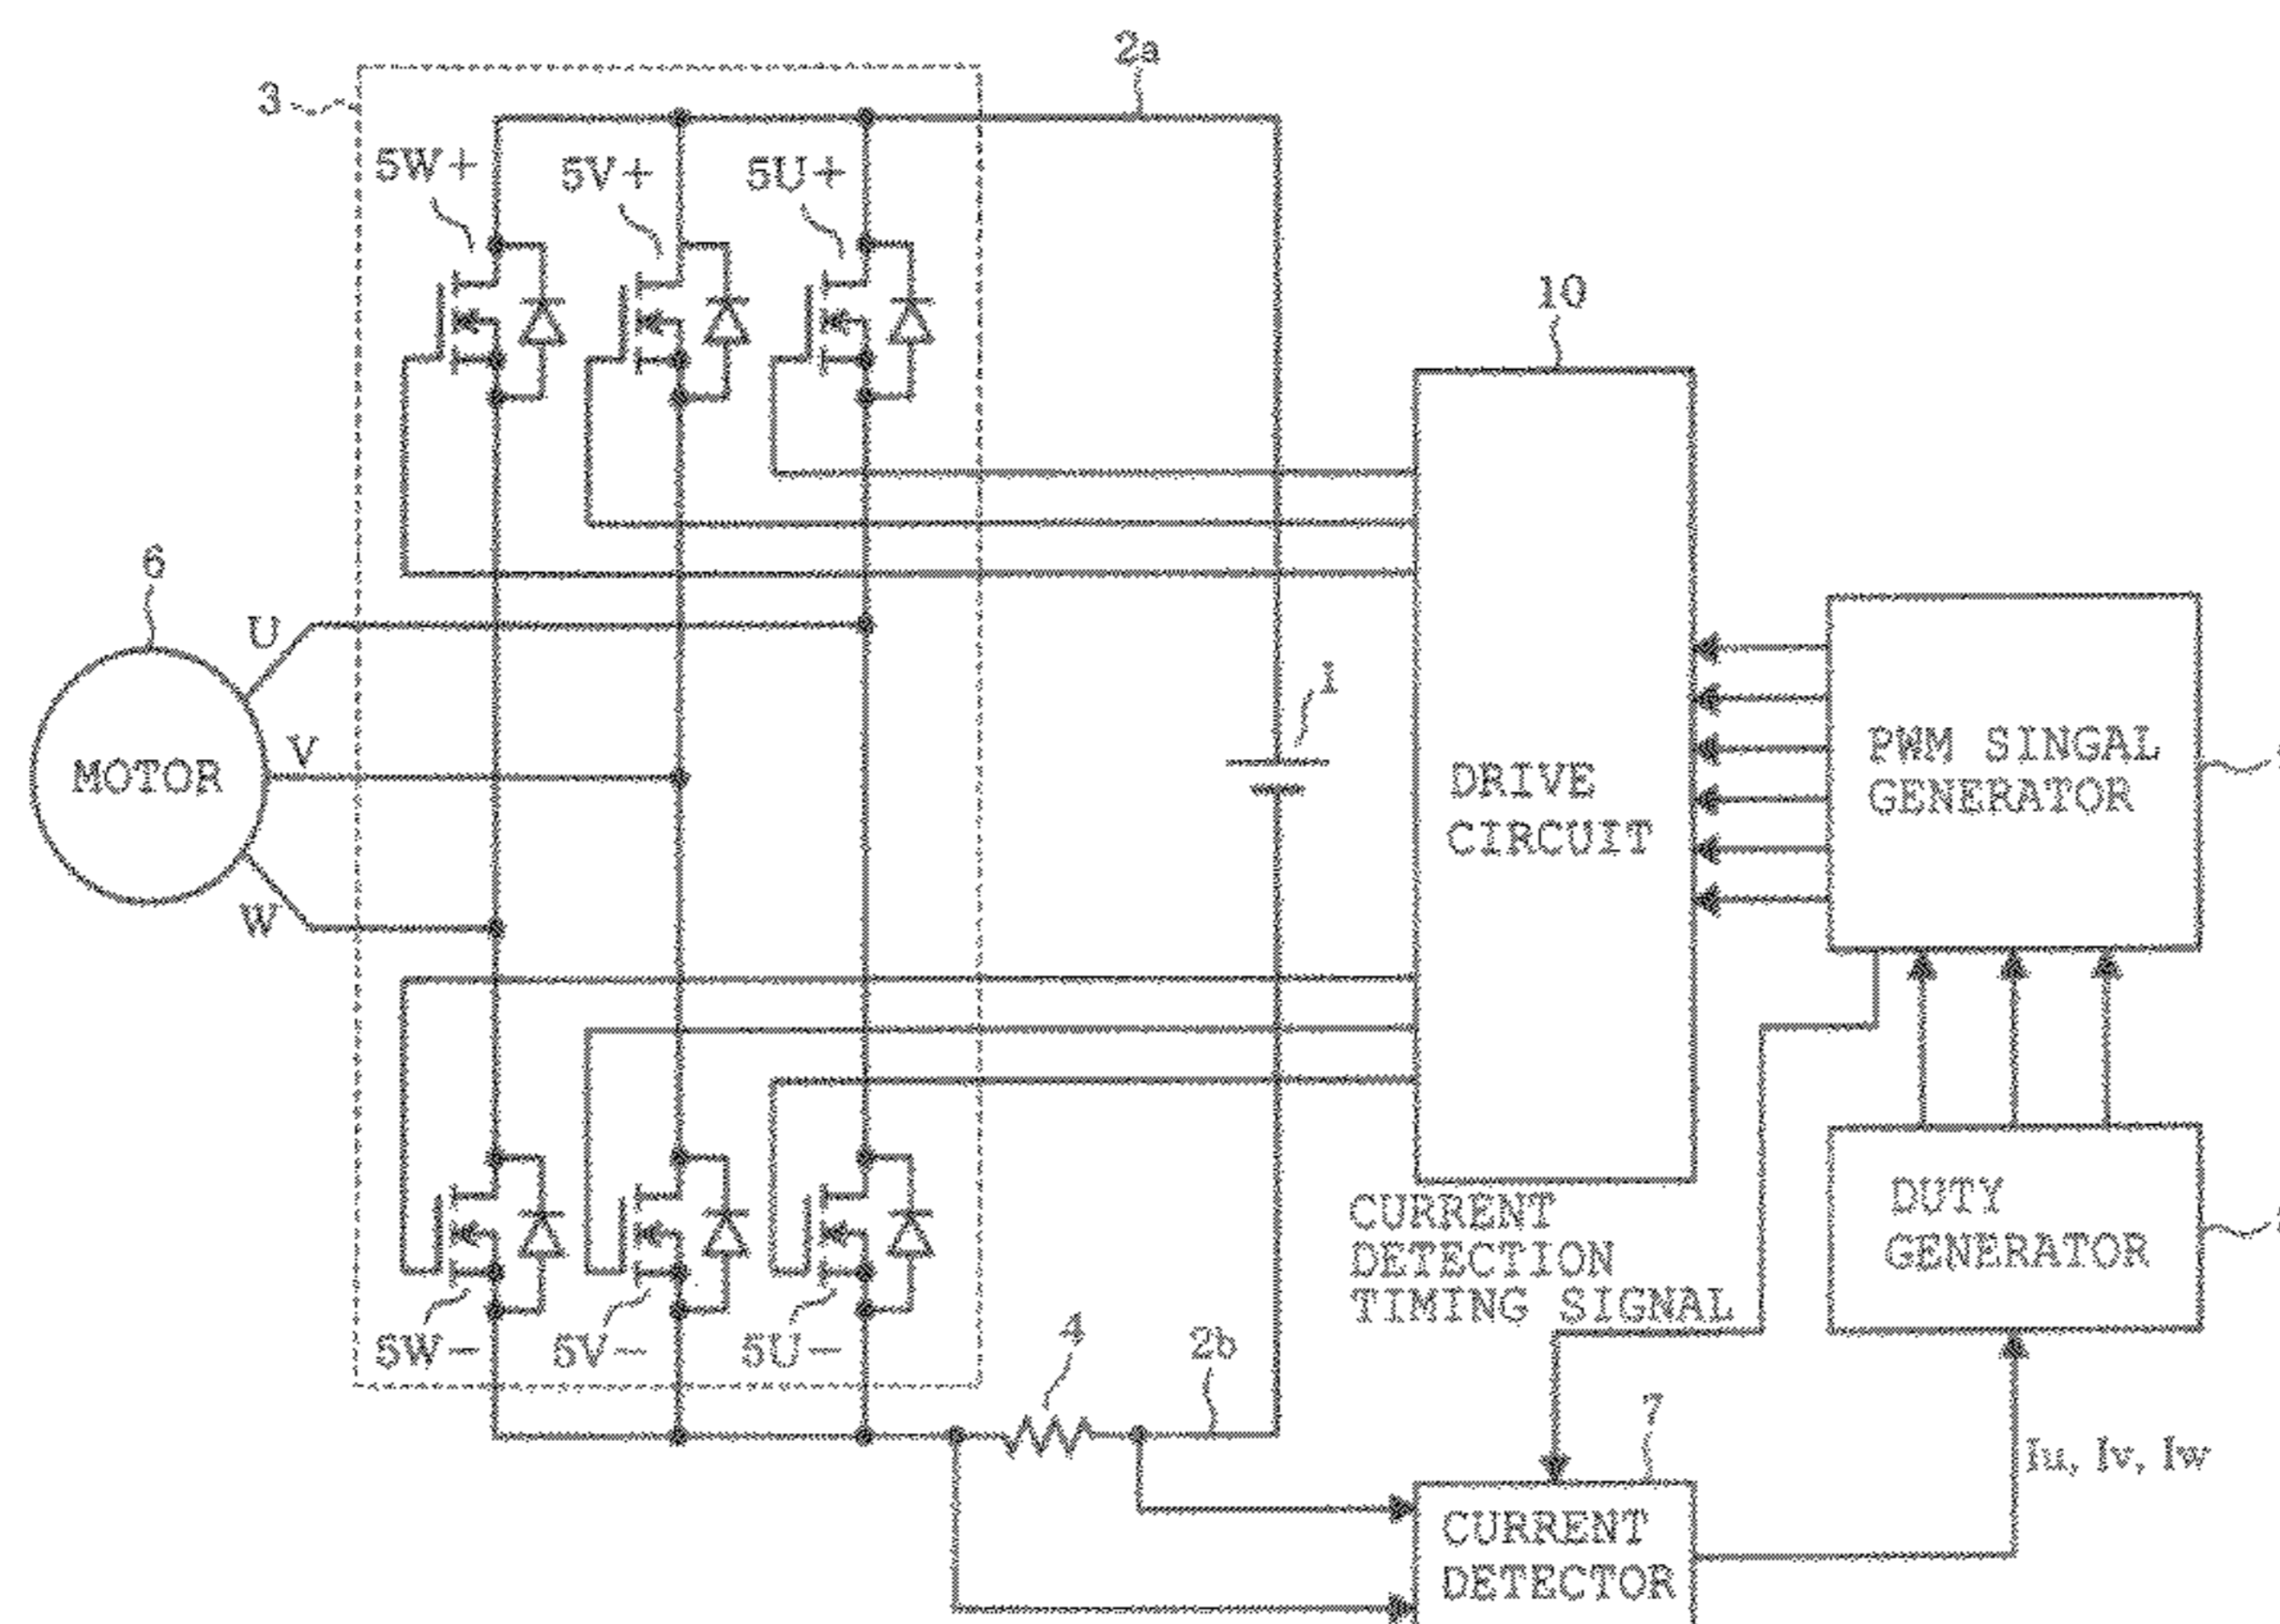 2a
3
5W+
5V+
5U+
10
6
U
1
V
MOTOR
DRIVE
CIRCUIT
PWM SINGAL
GENERATOR
W
CURRENT
DETECTION
TIMING SIGNAL
DUTY
GENERATOR
5W−
5V−
5U−
4
2b
7
Iu, Iv, Iw
CURRENT
DETECTOR